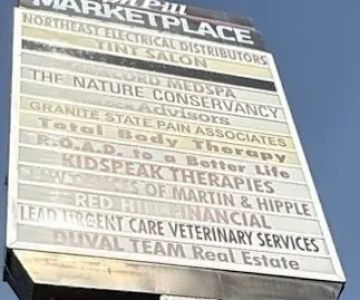 MARKETPLACE
NORTHEAST ELECTRICAL DISTRIBUTORS
TINT SALON
MEDSPA
THE NATURE CONSERVANCY
Advisors
GRANITE STATE PAIN ASSOCIATES
Total Body Therapy
R.O.A.D. to a Better Life
KIDSPEAK THERAPIES
OF MARTIN & HIPPLE
RED FINANCIAL
LEAD URGENT CARE VETERINARY SERVICES
DUVAL TEAM Real Estate